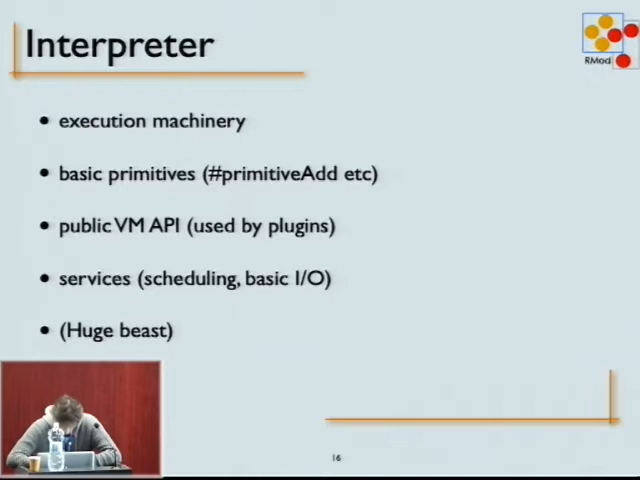 Interpreter
RMod
• execution machinery
• basic primitives (#primitiveAdd etc)
• public VM API (used by plugins)
• services (scheduling, basic I/O)
• (Huge beast)
16